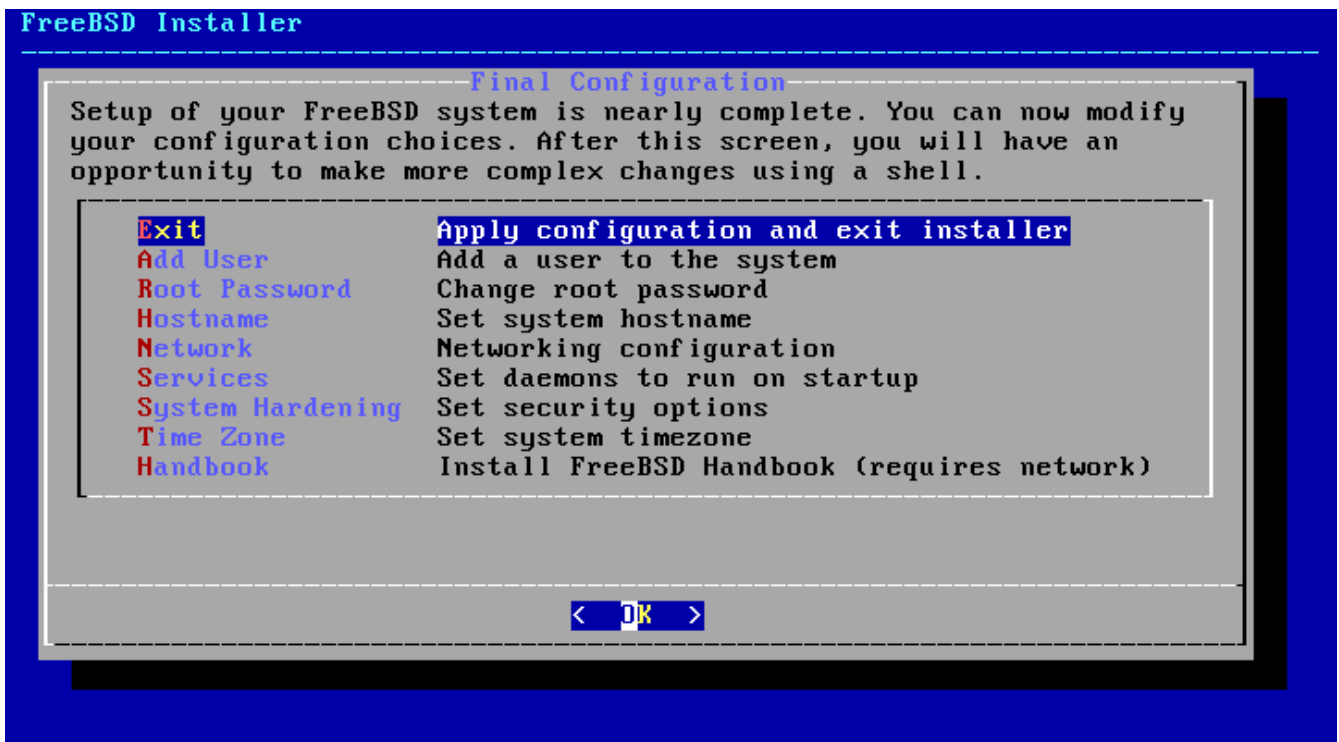 FreeBSD Installer
Final Configuration
Setup of your FreeBSD system is nearly complete. You can now modify
your configuration choices. After this screen, you will have an
opportunity to make more complex changes using a shell.
Exit Apply configuration and exit installer
Add User Add a user to the system
Root Password Change root password
Hostname Set system hostname
Network Networking configuration
Services Set daemons to run on startup
System Hardening Set security options
Time Zone Set system timezone
Handbook Install FreeBSD Handbook (requires network)
< OK >